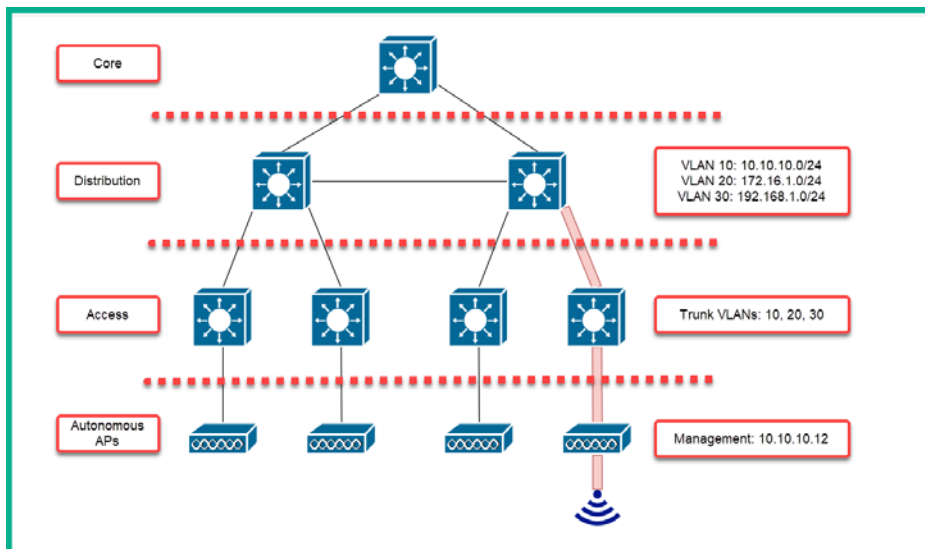 Core
Distribution
VLAN 10: 10.10.10.0/24
VLAN 20: 172.16.1.0/24
VLAN 30: 192.168.1.0/24
Access
Trunk VLANs: 10, 20, 30
Autonomous
APs
Management: 10.10.10.12